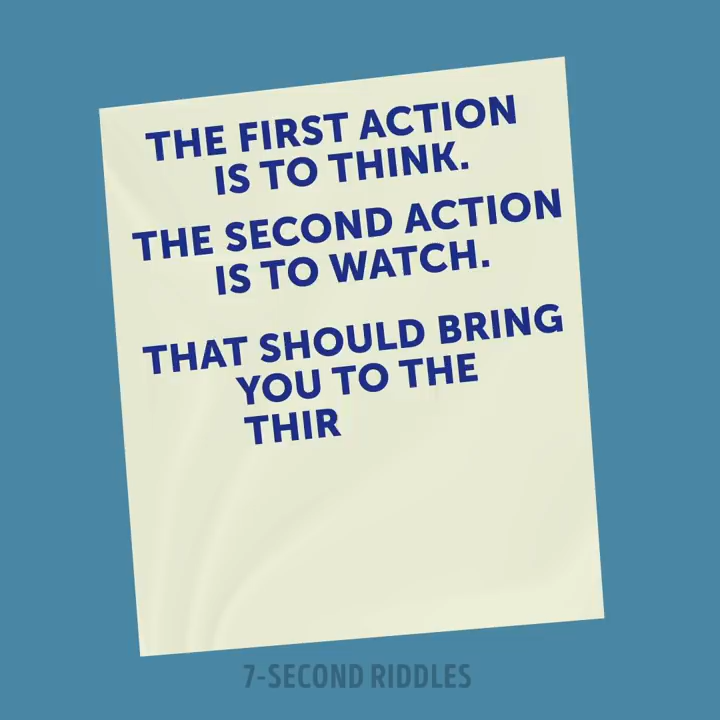 THE FIRST ACTION
IS TO THINK.
THE SECOND ACTION
IS TO WATCH.
THAT SHOULD BRING
YOU TO THE
THIR
7-SECOND RIDDLES